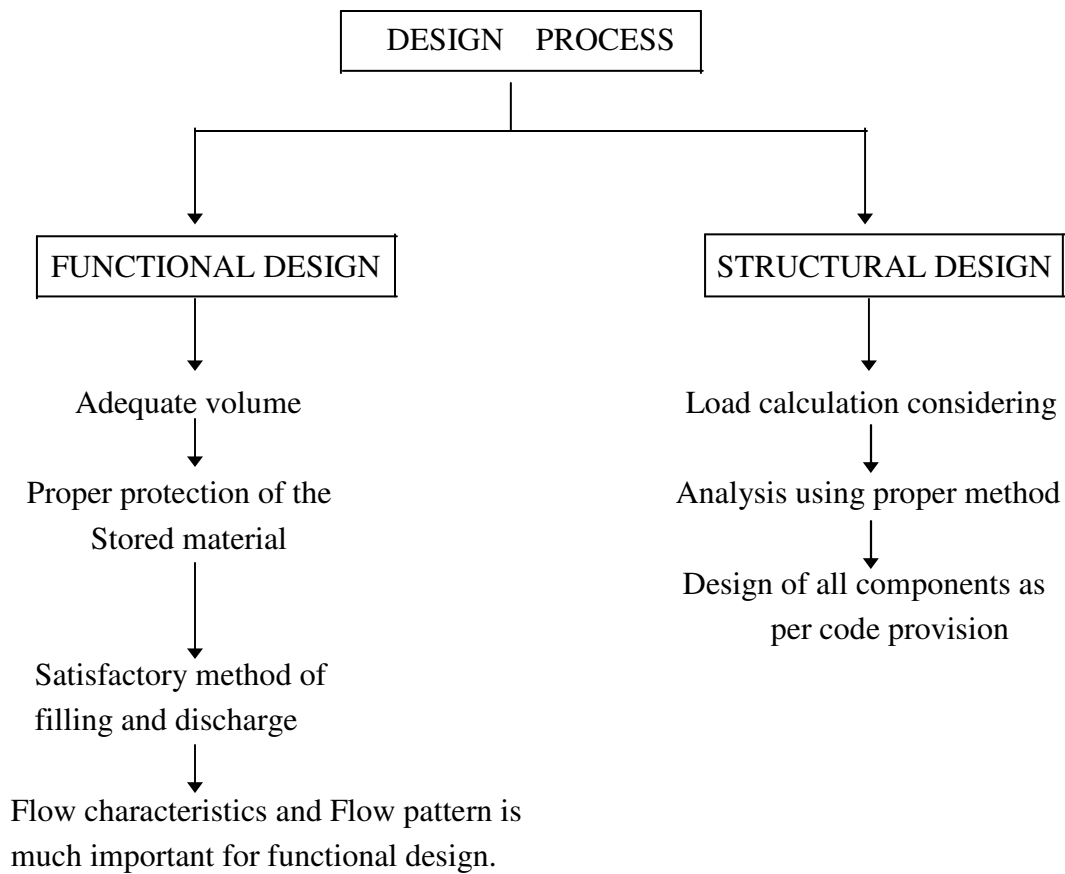 DESIGN PROCESS
FUNCTIONAL DESIGN
Adequate volume
Proper protection of the
Stored material
Satisfactory method of
filling and discharge
Flow characteristics and Flow pattern is
much important for functional design.
STRUCTURAL DESIGN
Load calculation considering
Analysis using proper method
Design of all components as
per code provision